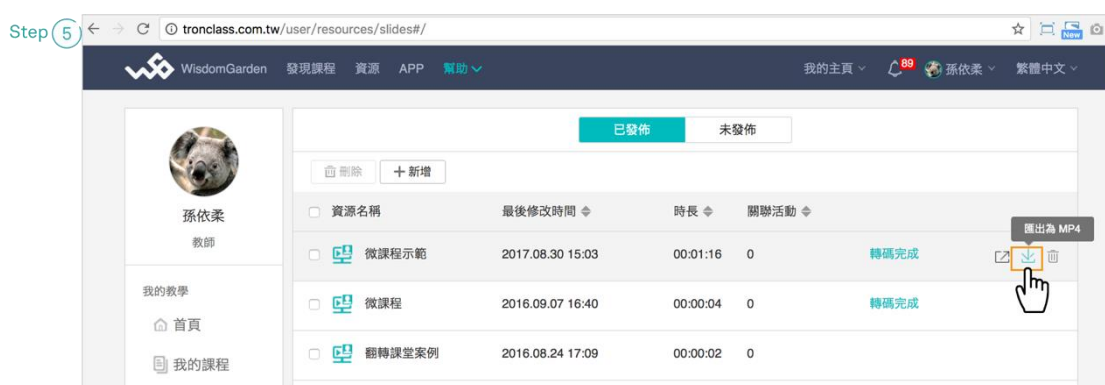 Step 5
tronclass.com.tw/user/resources/slides#/
New
WisdomGarden 發現課程 資源 APP 幫助 我的主頁 89 孫依柔 繁體中文
已發佈 未發佈
刪除 +新增
孫依柔
教師
資源名稱 最後修改時間 時長 關聯活動
匯出為 MP4
微課程示範 2017.08.30 15:03 00:01:16 0 轉碼完成
我的教學
微課程 2016.09.07 16:40 00:00:04 0 轉碼完成
首頁
翻轉課堂案例 2016.08.24 17:09 00:00:02 0
我的課程